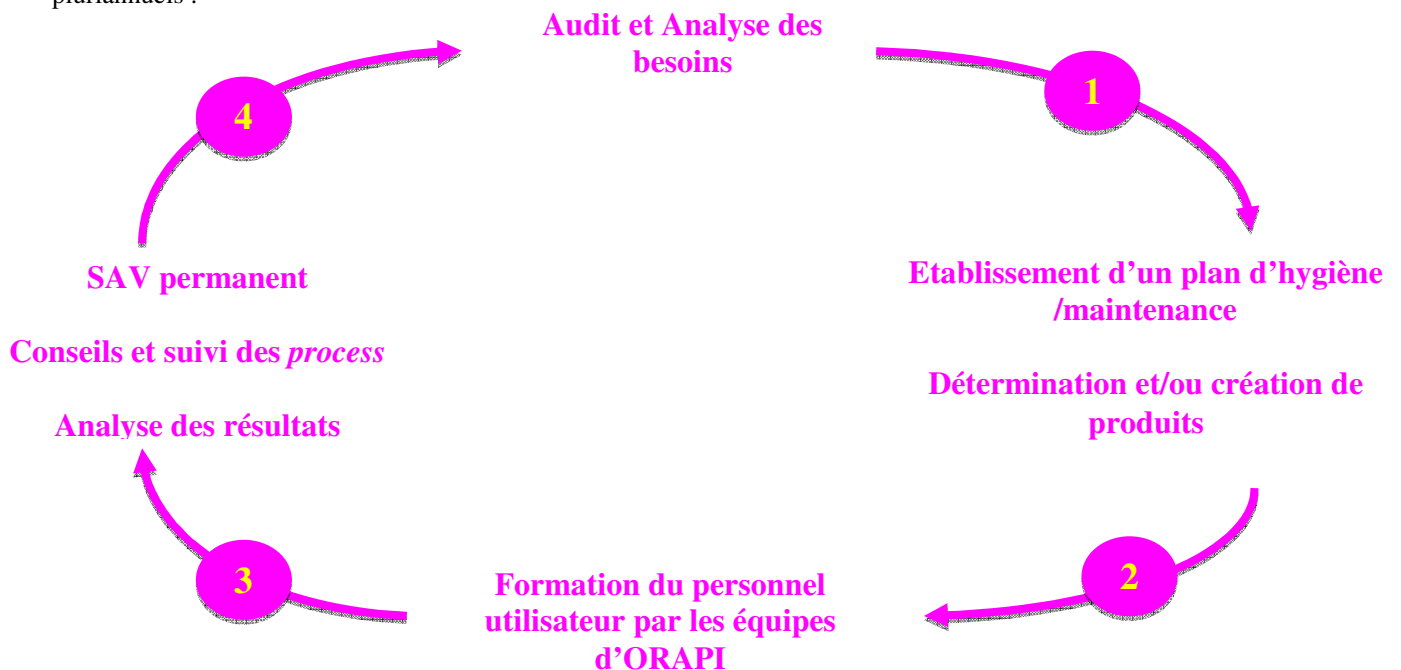 pluriannuels :
Audit et Analyse des
besoins
1
4
Etablissement d’un plan d’hygiène
/maintenance
Détermination et/ou création de
produits
2
Formation du personnel
utilisateur par les équipes
d’ORAPI
3
SAV permanent
Conseils et suivi des process
Analyse des résultats